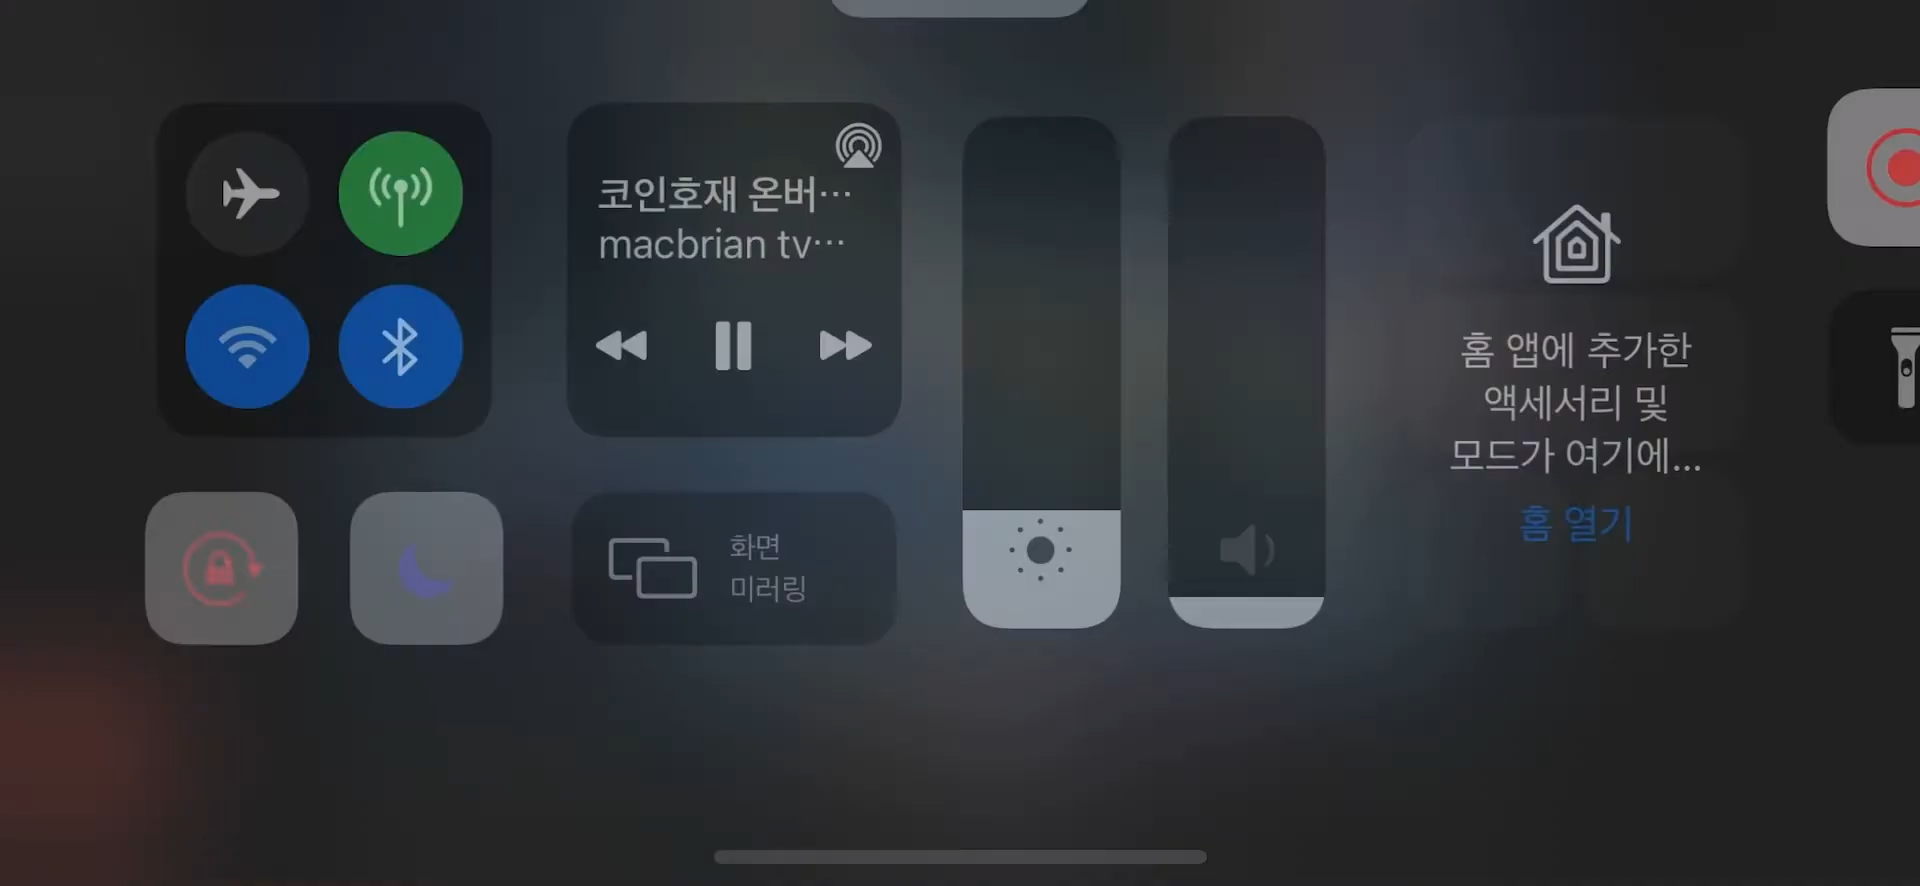 코인호재 온버…
macbrian tv…
화면
미러링
홈 앱에 추가한
액세서리 및
모드가 여기에...
홈 열기